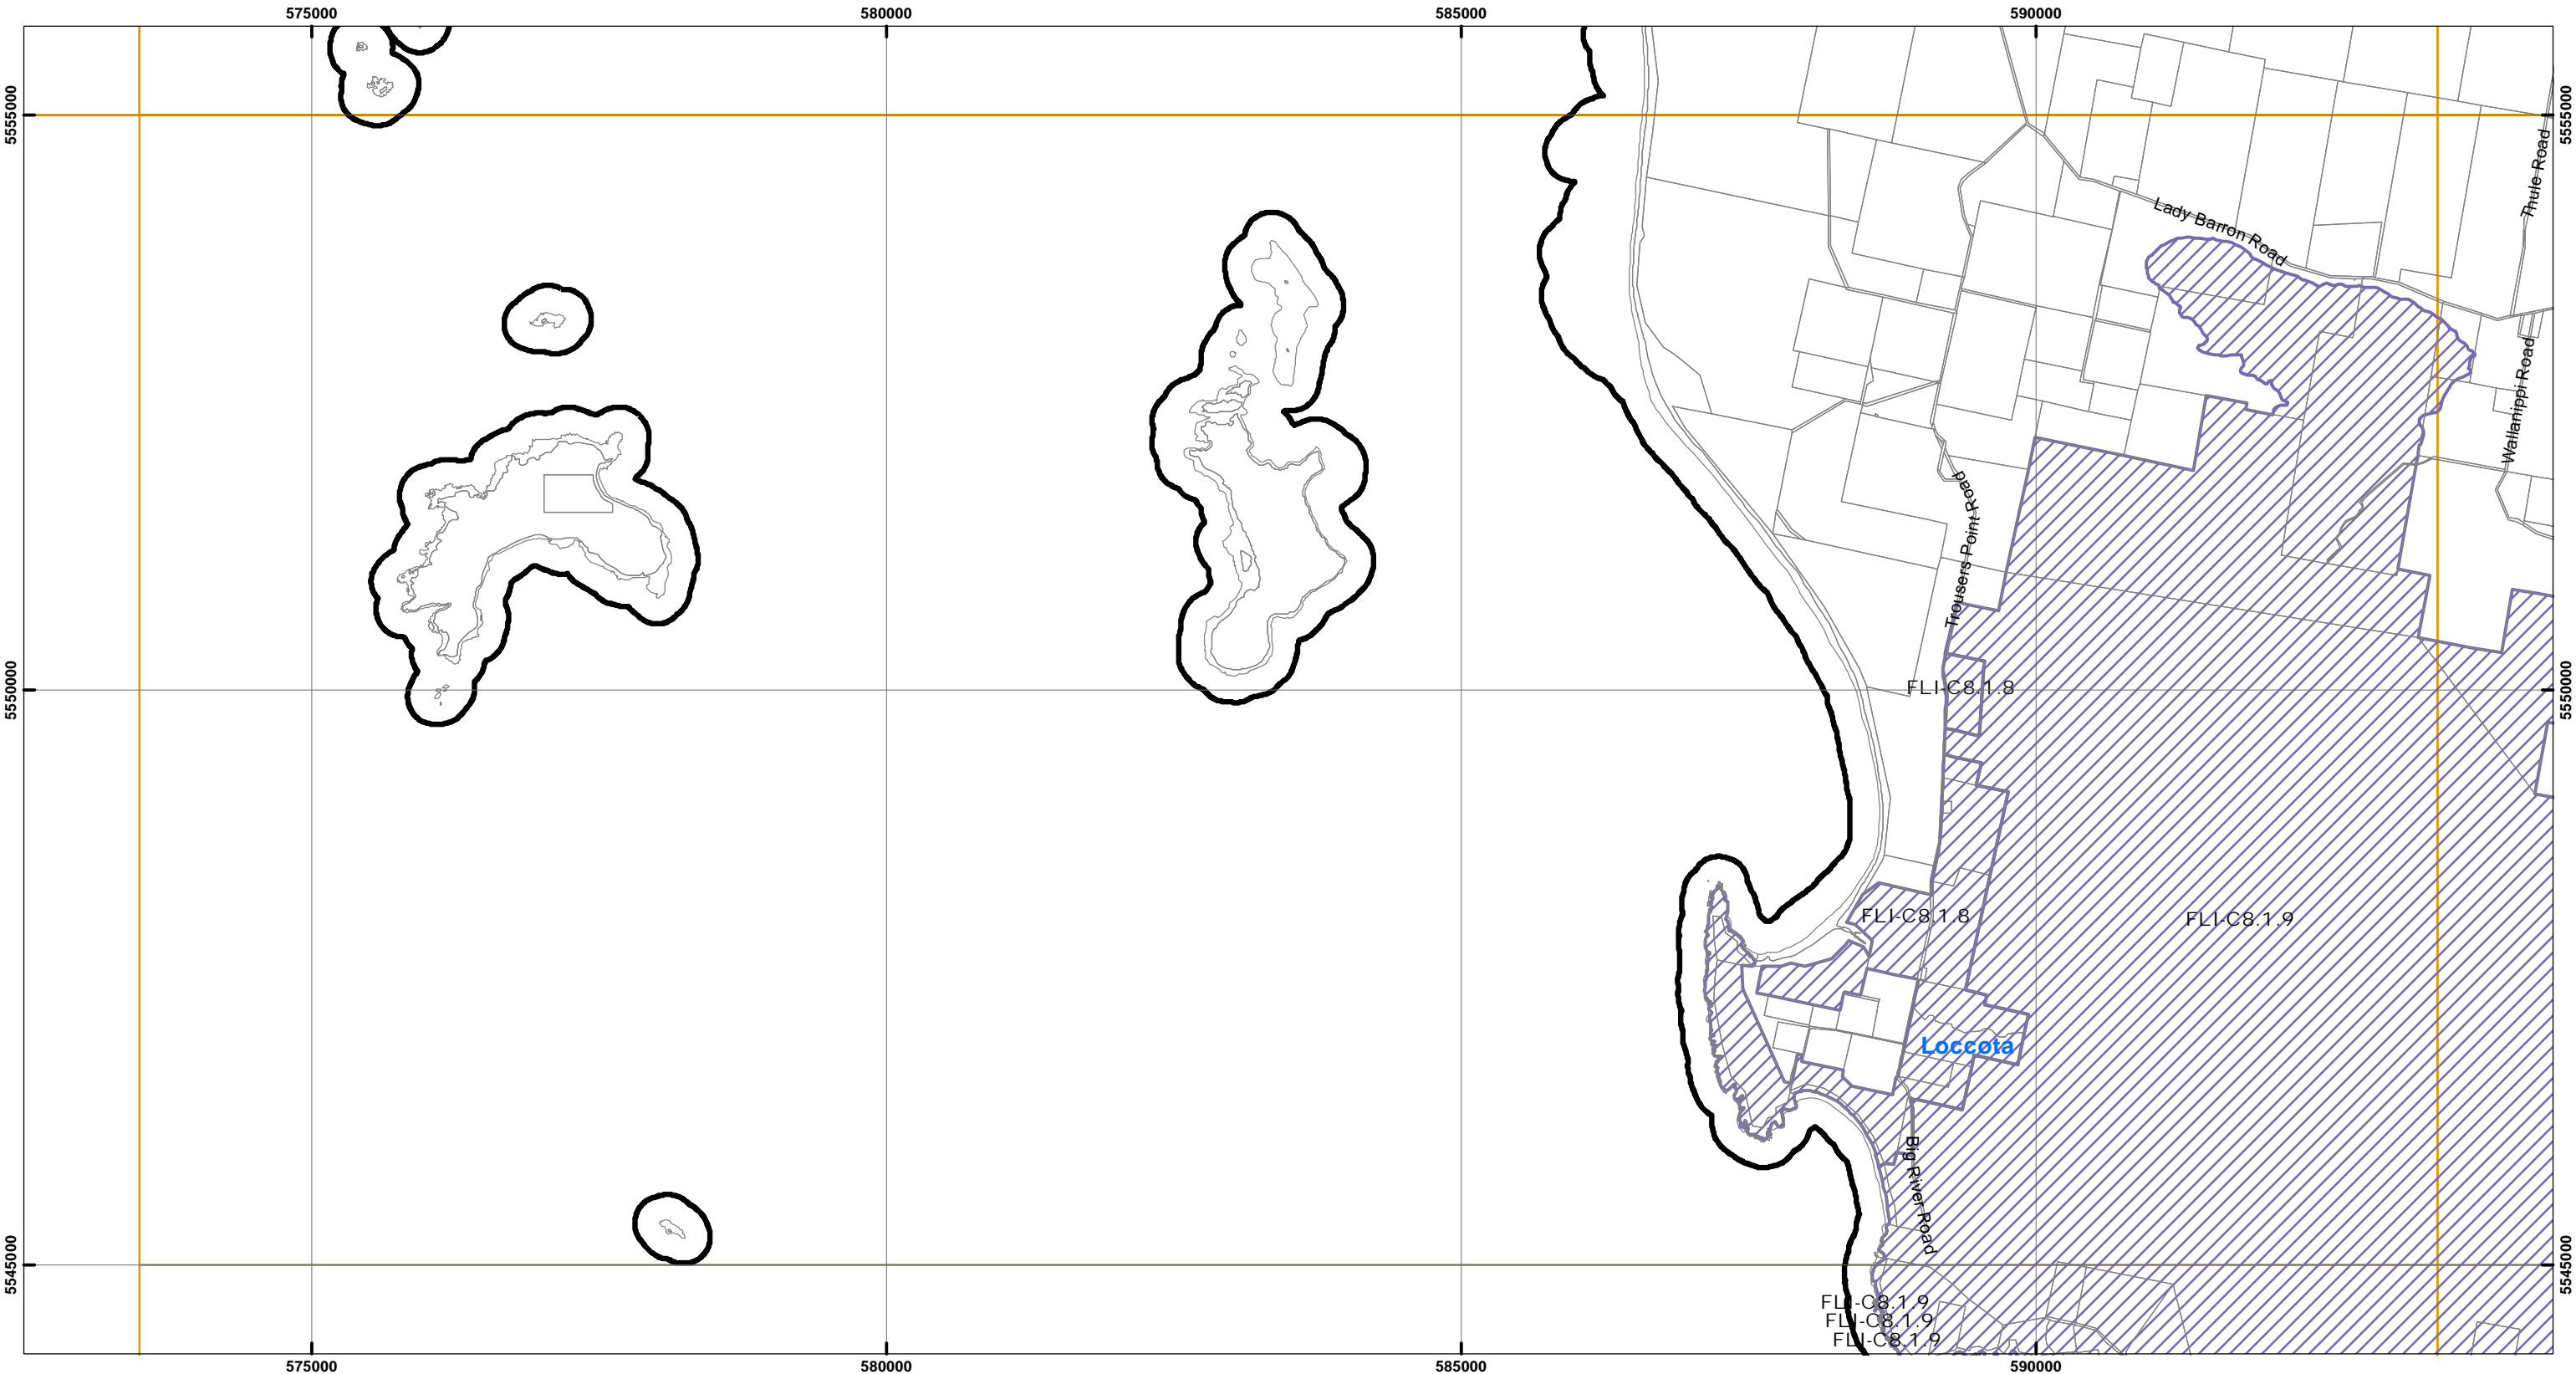 575000
580000
585000
590000
5555000
5555000
Thule Road
Lady Barron Road
Wallanippi Road
Trousers Point Road
5550000
FLI-C8.1.8
5550000
FLI-C8.1.8
FLI-C8.1.9
Loccota
Big River Road
5545000
5545000
FLI-C8.1.9
FLI-C8.1.9
FLI-C8.1.9
575000
580000
585000
590000